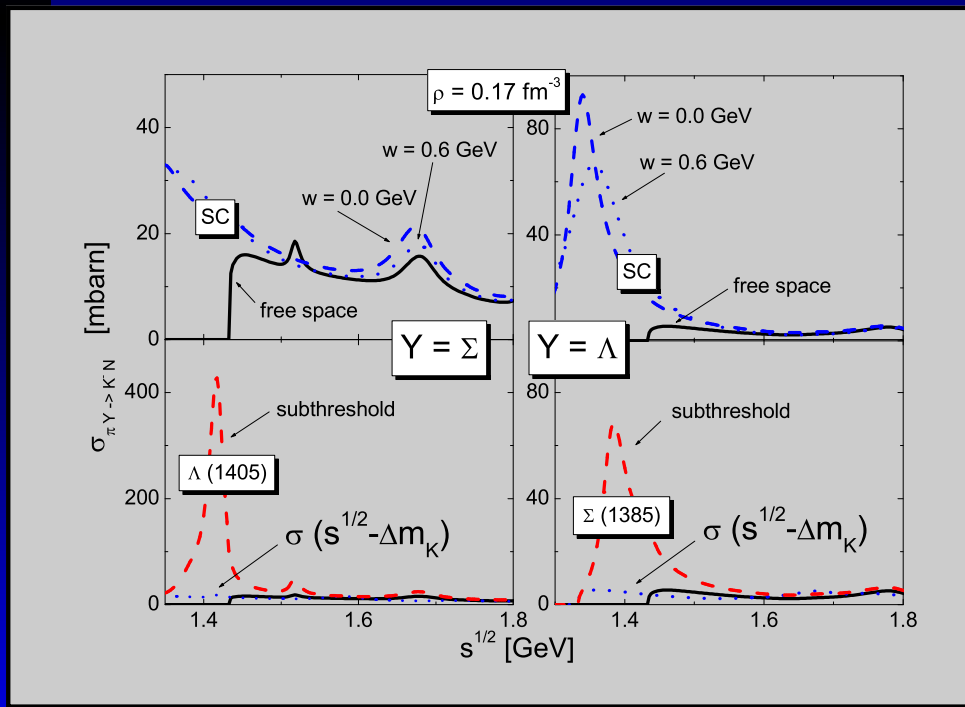 ρ = 0.17 fm⁻³
40
20
0
[mbarn]
w = 0.6 GeV
w = 0.0 GeV
SC
free space
Y = Σ
80
40
w = 0.0 GeV
w = 0.6 GeV
SC
free space
Y = Λ
σ π Y -> K⁻ N
400
200
0
subthreshold
Λ (1405)
σ (s^1/2-Δm_K)
1.4
1.6
1.8
80
40
0
subthreshold
Σ (1385)
σ (s^1/2-Δm_K)
1.4
1.6
1.8
s^1/2 [GeV]